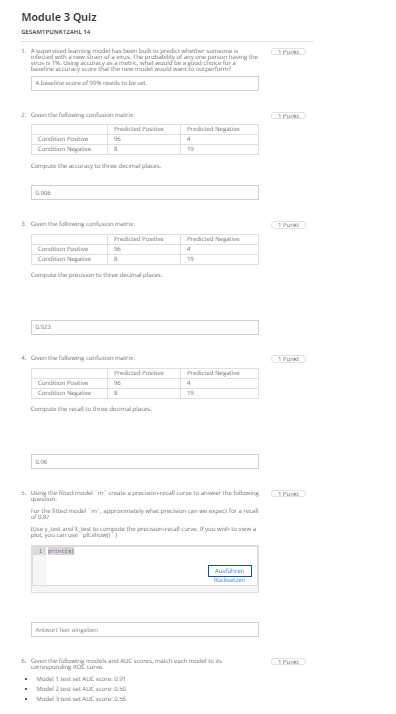 Module 3 Quiz
GESAMTPUNKTZAHL 14
1. A supervised learning model has been built to predict whether someone is
infected with a new strain of a virus. The probability of any one person having the
virus is 1%. Using accuracy as a metric, what would be a good choice for a
baseline accuracy score that the new model would want to outperform?
1 Punkt
A baseline score of 99% needs to be set.
2. Given the following confusion matrix:
1 Punkt
Predicted Positive Predicted Negative
Condition Positive 96 4
Condition Negative 8 19
Compute the accuracy to three decimal places.
0.906
3. Given the following confusion matrix:
1 Punkt
Predicted Positive Predicted Negative
Condition Positive 96 4
Condition Negative 8 19
Compute the precision to three decimal places.
0.923
4. Given the following confusion matrix:
1 Punkt
Predicted Positive Predicted Negative
Condition Positive 96 4
Condition Negative 8 19
Compute the recall to three decimal places.
0.96
5. Using the fitted model `m` create a precision-recall curve to answer the following
question:
1 Punkt
For the fitted model `m`, approximately what precision can we expect for a recall
of 0.8?
(Use y_test and X_test to compute the precision-recall curve. If you wish to view a
plot, you can use `plt.show()` )
1 print(m)
Ausführen
Rücksetzen
Antwort hier eingeben
6. Given the following models and AUC scores, match each model to its
corresponding ROC curve.
1 Punkt
• Model 1 test set AUC score: 0.91
• Model 2 test set AUC score: 0.50
• Model 3 test set AUC score: 0.56